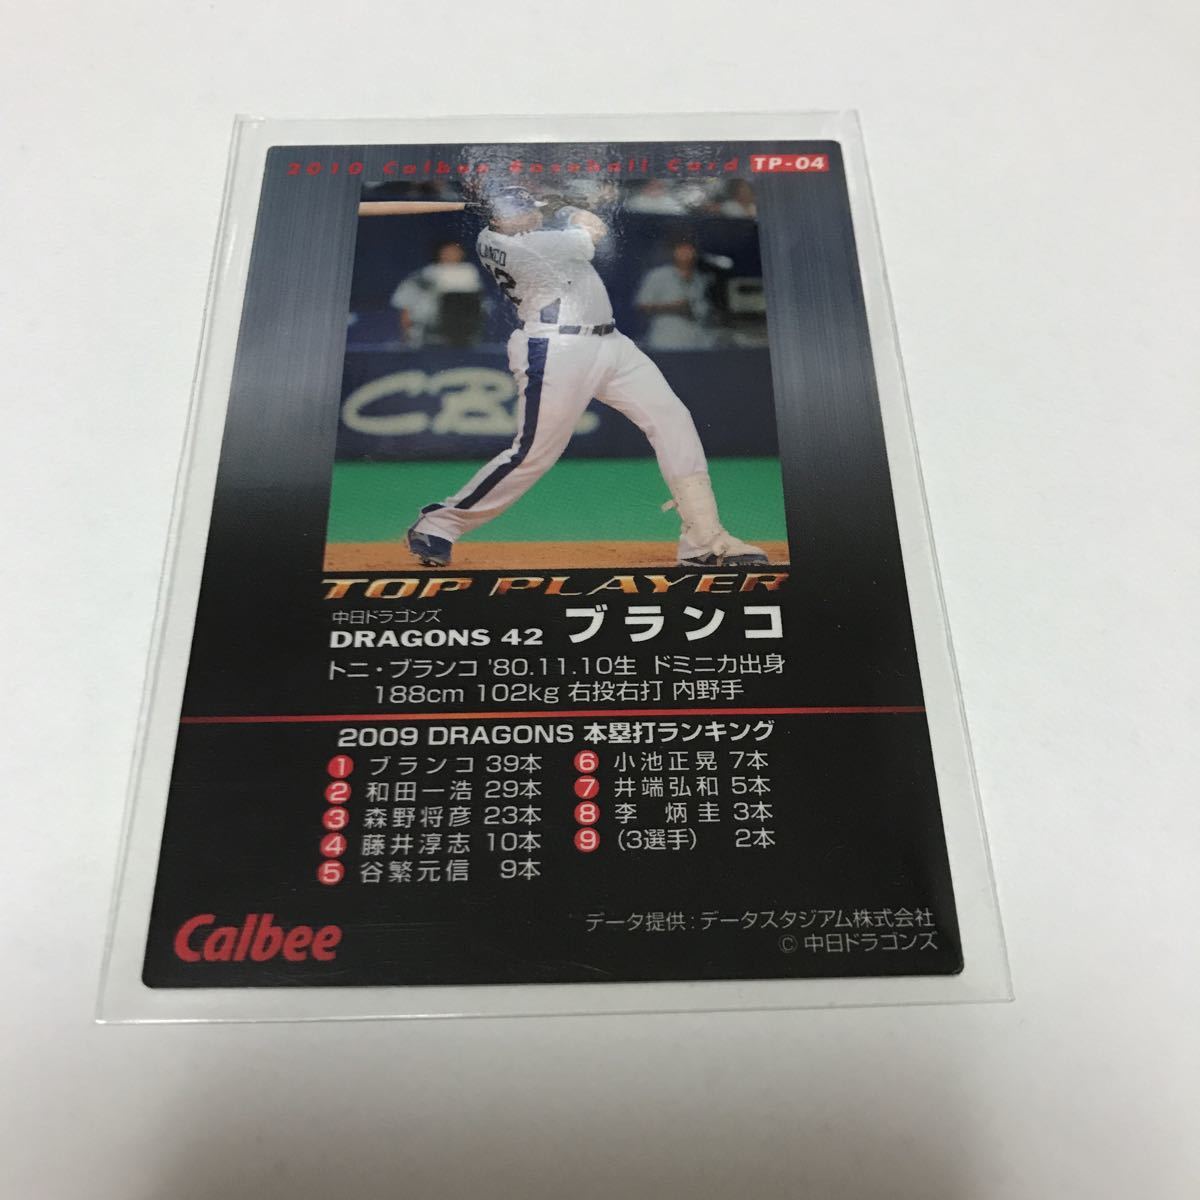 2010 Calbee Baseball Card TP-04
TOP PLAYER
中日ドラゴンズ
DRAGONS 42 ブランコ
トニ・ブランコ '80.11.10生 ドミニカ出身
188cm 102kg 右投右打 内野手
2009 DRAGONS 本塁打ランキング
1 ブランコ 39本
2 和田一浩 29本
3 森野将彦 23本
4 藤井淳志 10本
5 谷繁元信 9本
6 小池正晃 7本
7 井端弘和 5本
8 李 炳圭 3本
9 (3選手) 2本
Calbee
データ提供:データスタジアム株式会社
© 中日ドラゴンズ